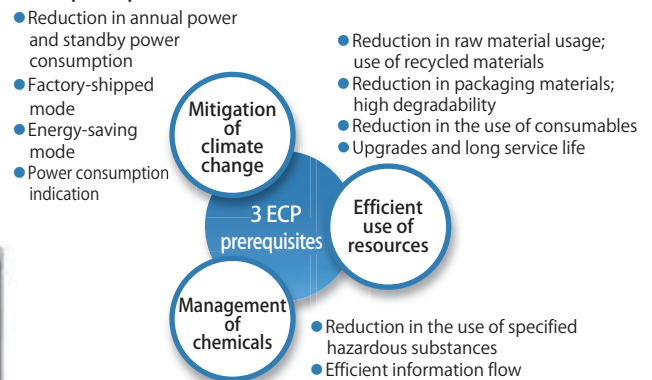 ● Reduction in annual power
and standby power
consumption
● Factory-shipped
mode
● Energy-saving
mode
● Power consumption
indication
● Reduction in raw material usage;
use of recycled materials
● Reduction in packaging materials;
high degradability
● Reduction in the use of consumables
● Upgrades and long service life
Mitigation
of
climate
change
3 ECP
prerequisites
Efficient
use of
resources
Management
of
chemicals
● Reduction in the use of specified
hazardous substances
● Efficient information flow